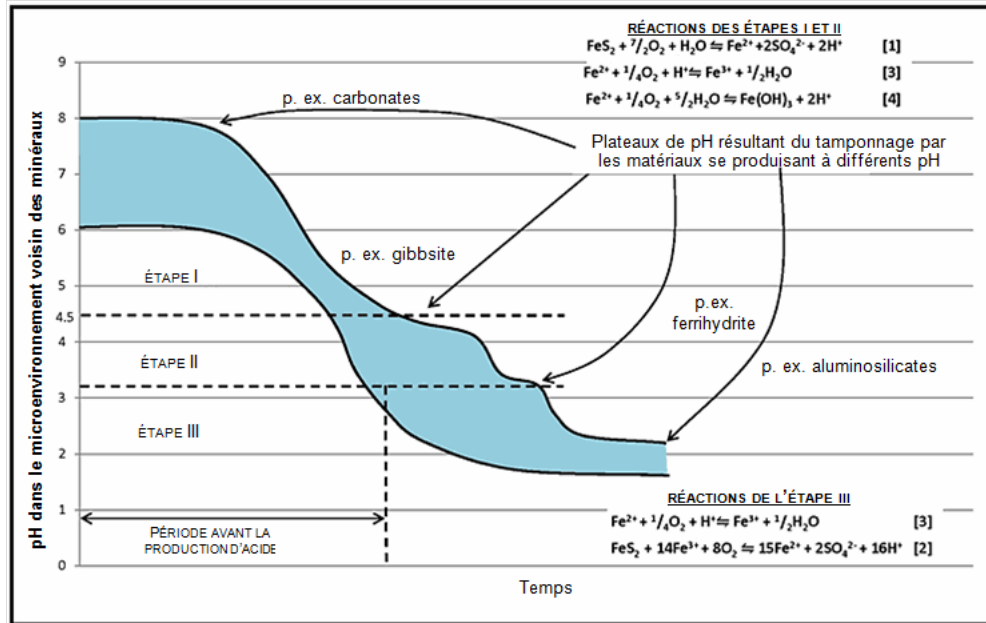 RÉACTIONS DES ÉTAPES I ET II
FeS₂ + ⁷/₂O₂ + H₂O ⇋ Fe²⁺ +2SO₄²⁻ + 2H⁺ [1]
Fe²⁺ + ¹/₄O₂ + H⁺⇋ Fe³⁺ + ¹/₂H₂O [3]
Fe²⁺ + ¹/₄O₂ + ⁵/₂H₂O ⇋ Fe(OH)₃ + 2H⁺ [4]
p. ex. carbonates
Plateaux de pH résultant du tamponnage par
les matériaux se produisant à différents pH
p. ex. gibbsite
p.ex.
ferrihydrite
p. ex. aluminosilicates
ÉTAPE I
ÉTAPE II
ÉTAPE III
PÉRIODE AVANT LA
PRODUCTION D'ACIDE
RÉACTIONS DE L'ÉTAPE III
Fe²⁺ + ¹/₄O₂ + H⁺⇋ Fe³⁺ + ¹/₂H₂O [3]
FeS₂ + 14Fe³⁺ + 8O₂ ⇋ 15Fe²⁺ + 2SO₄²⁻ + 16H⁺ [2]
pH dans le microenvironnement voisin des minéraux
9
8
7
6
5
4.5
4
3
2
1
0
Temps